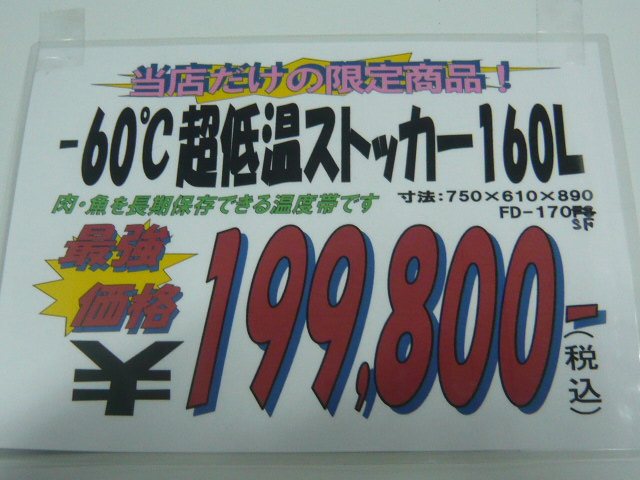 当店だけの限定商品！
-60℃超低温ストッカー160L
肉・魚を長期保存できる温度帯です
寸法：750×610×890
FD-170
SF
最強
価格
¥199,800-
(税込)